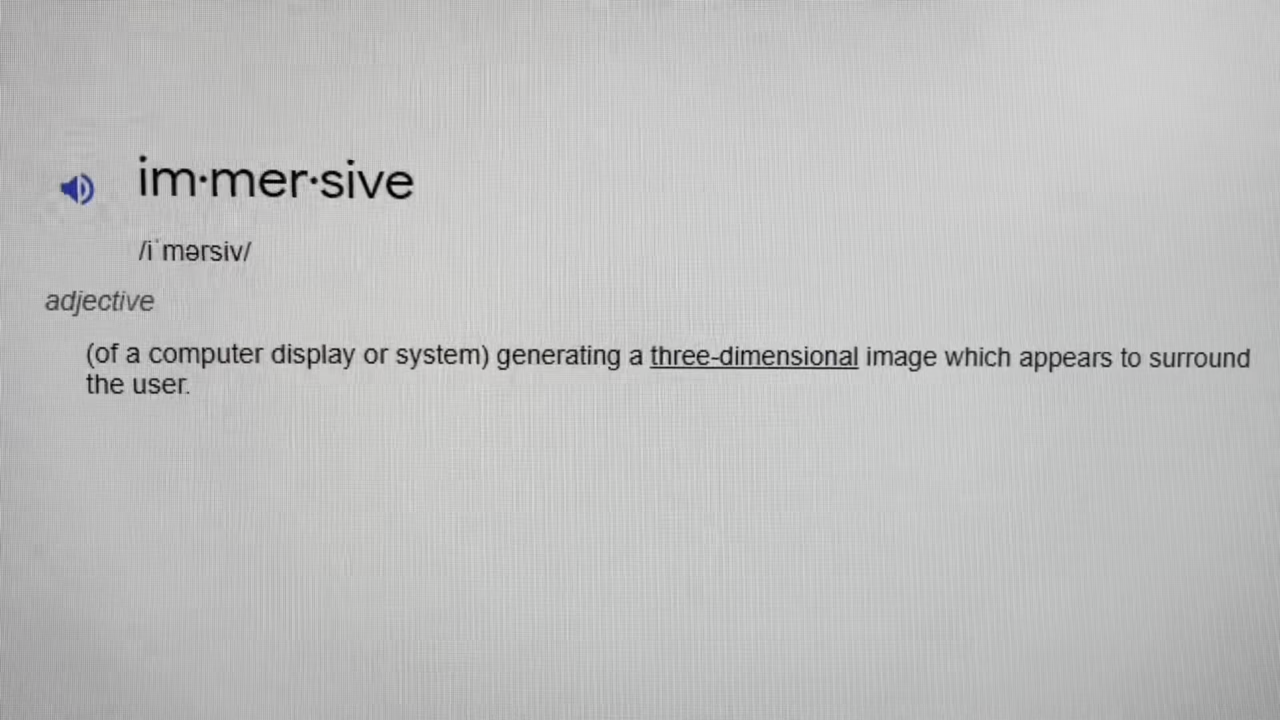 im·mer·sive
/iˈmərsiv/
adjective
(of a computer display or system) generating a three-dimensional image which appears to surround
the user.